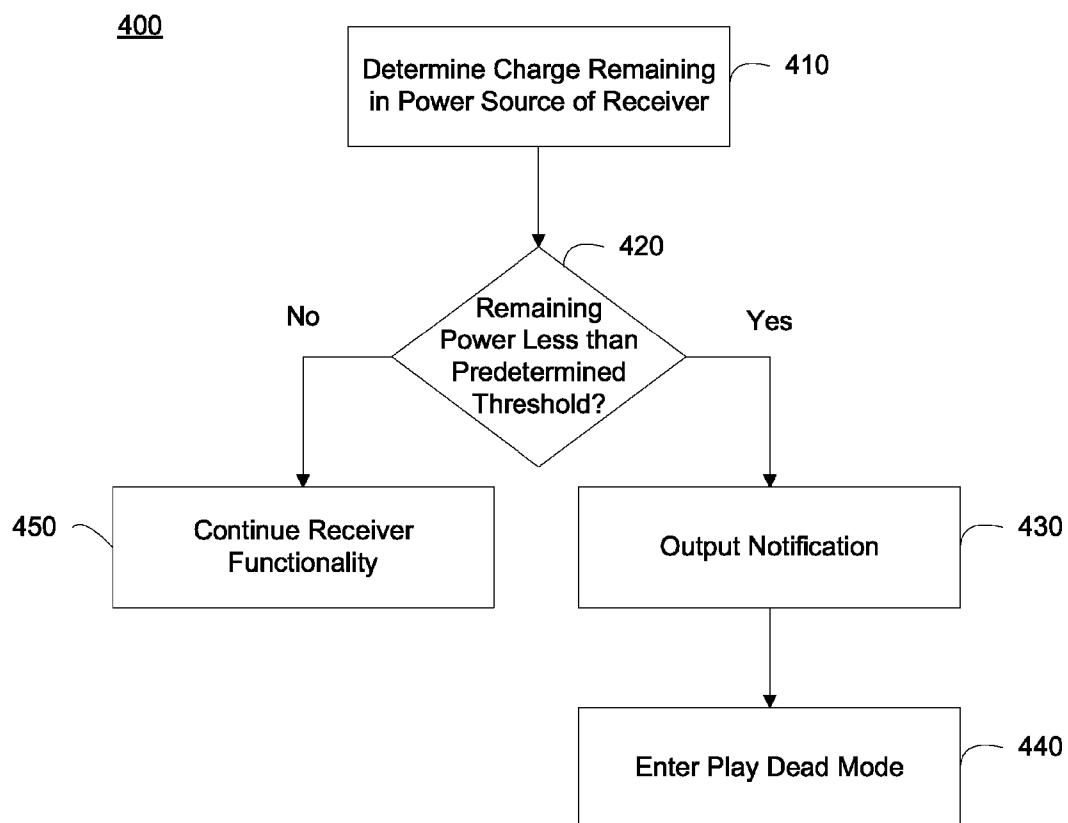 400
Determine Charge Remaining
in Power Source of Receiver
410
420
Remaining
Power Less than
Predetermined
Threshold?
No
Yes
450
Continue Receiver
Functionality
Output Notification
430
Enter Play Dead Mode
440